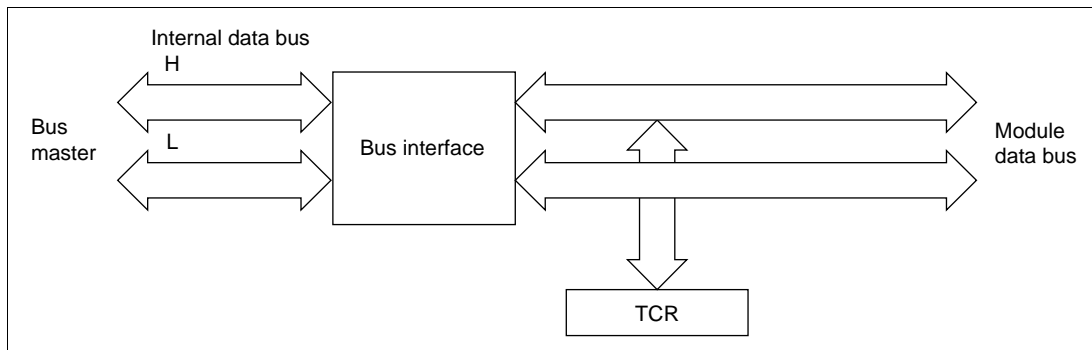 Internal data bus
H
Bus
master
L
Bus interface
Module
data bus
TCR